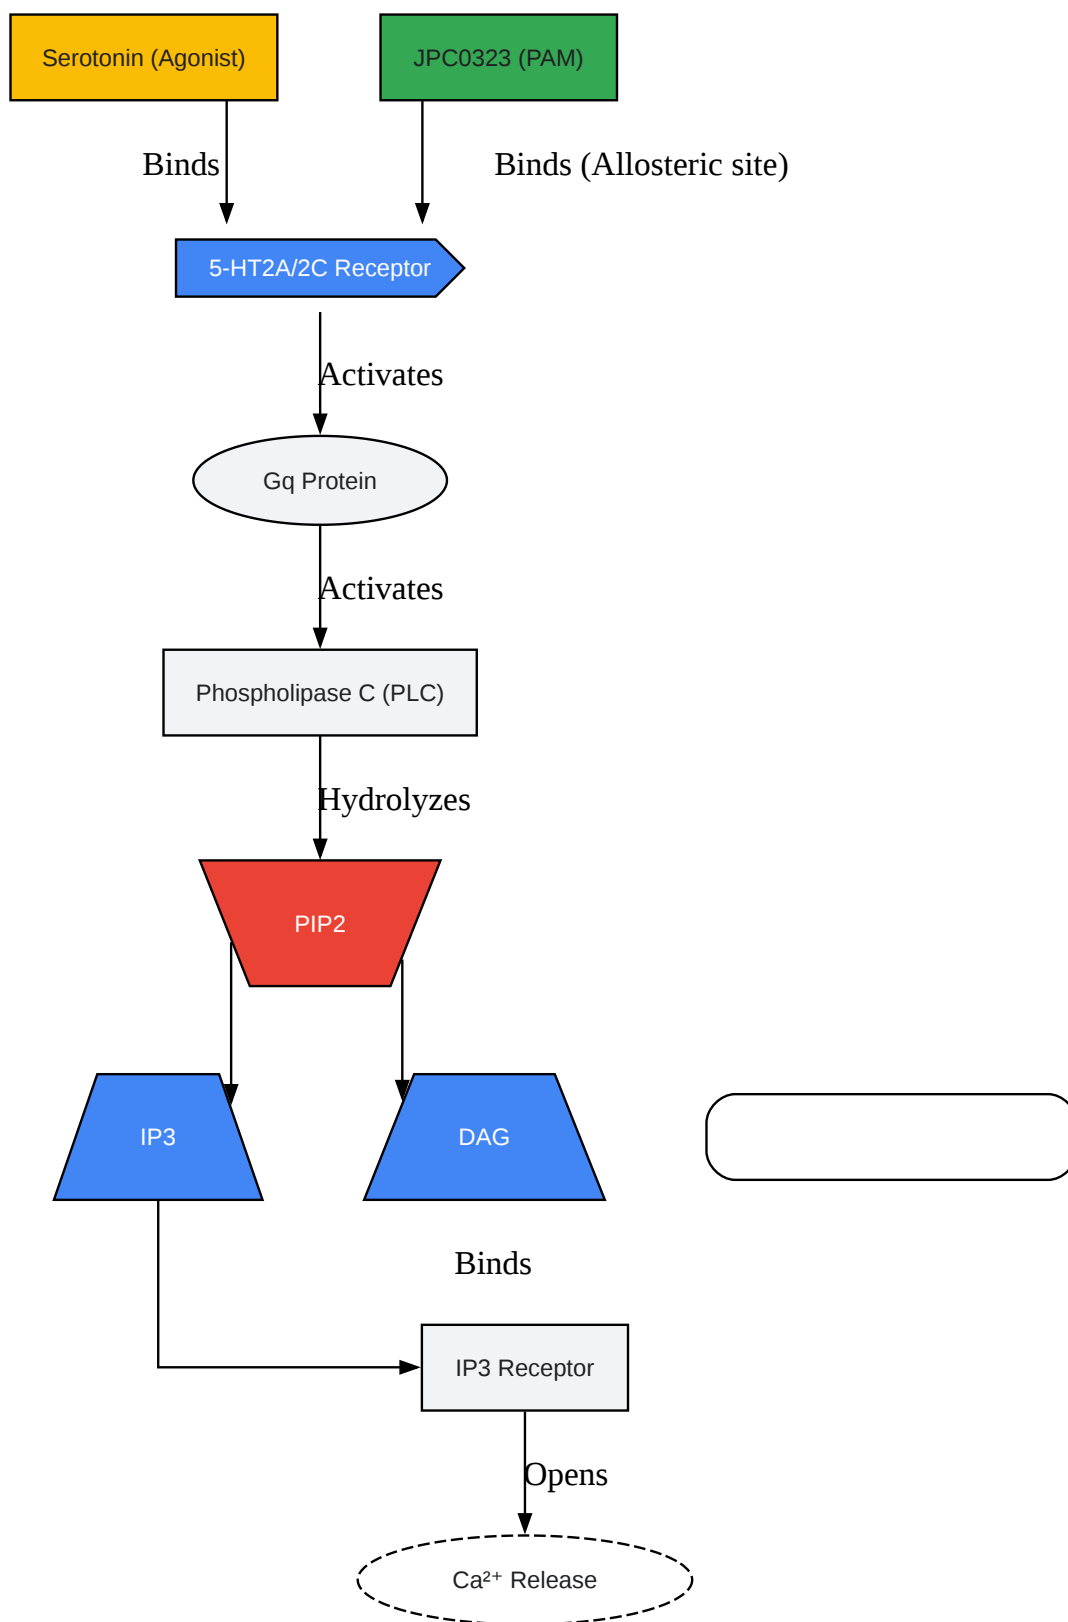 Serotonin (Agonist)
JPC0323 (PAM)
Binds
Binds (Allosteric site)
5-HT2A/2C Receptor
Activates
Gq Protein
Activates
Phospholipase C (PLC)
Hydrolyzes
PIP2
IP3
DAG
Binds
IP3 Receptor
Opens
Ca²⁺ Release